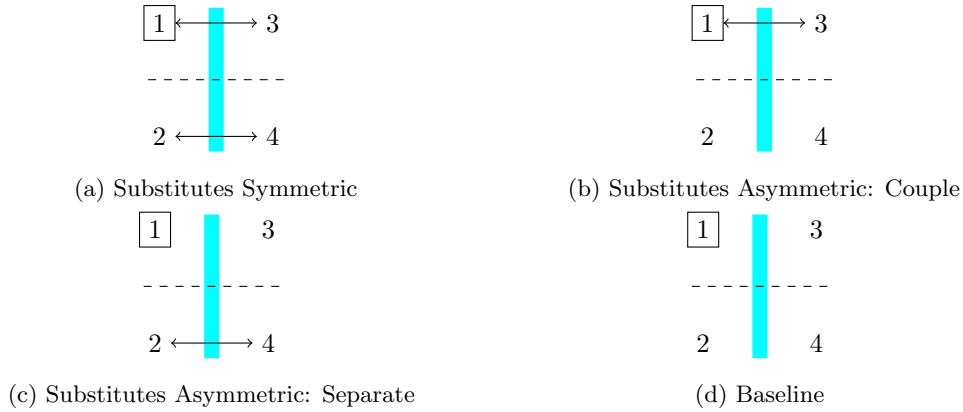 1 3 1 3
2 4 2 4
(a) Substitutes Symmetric (b) Substitutes Asymmetric: Couple
1 3 1 3
2 4 2 4
(c) Substitutes Asymmetric: Separate (d) Baseline